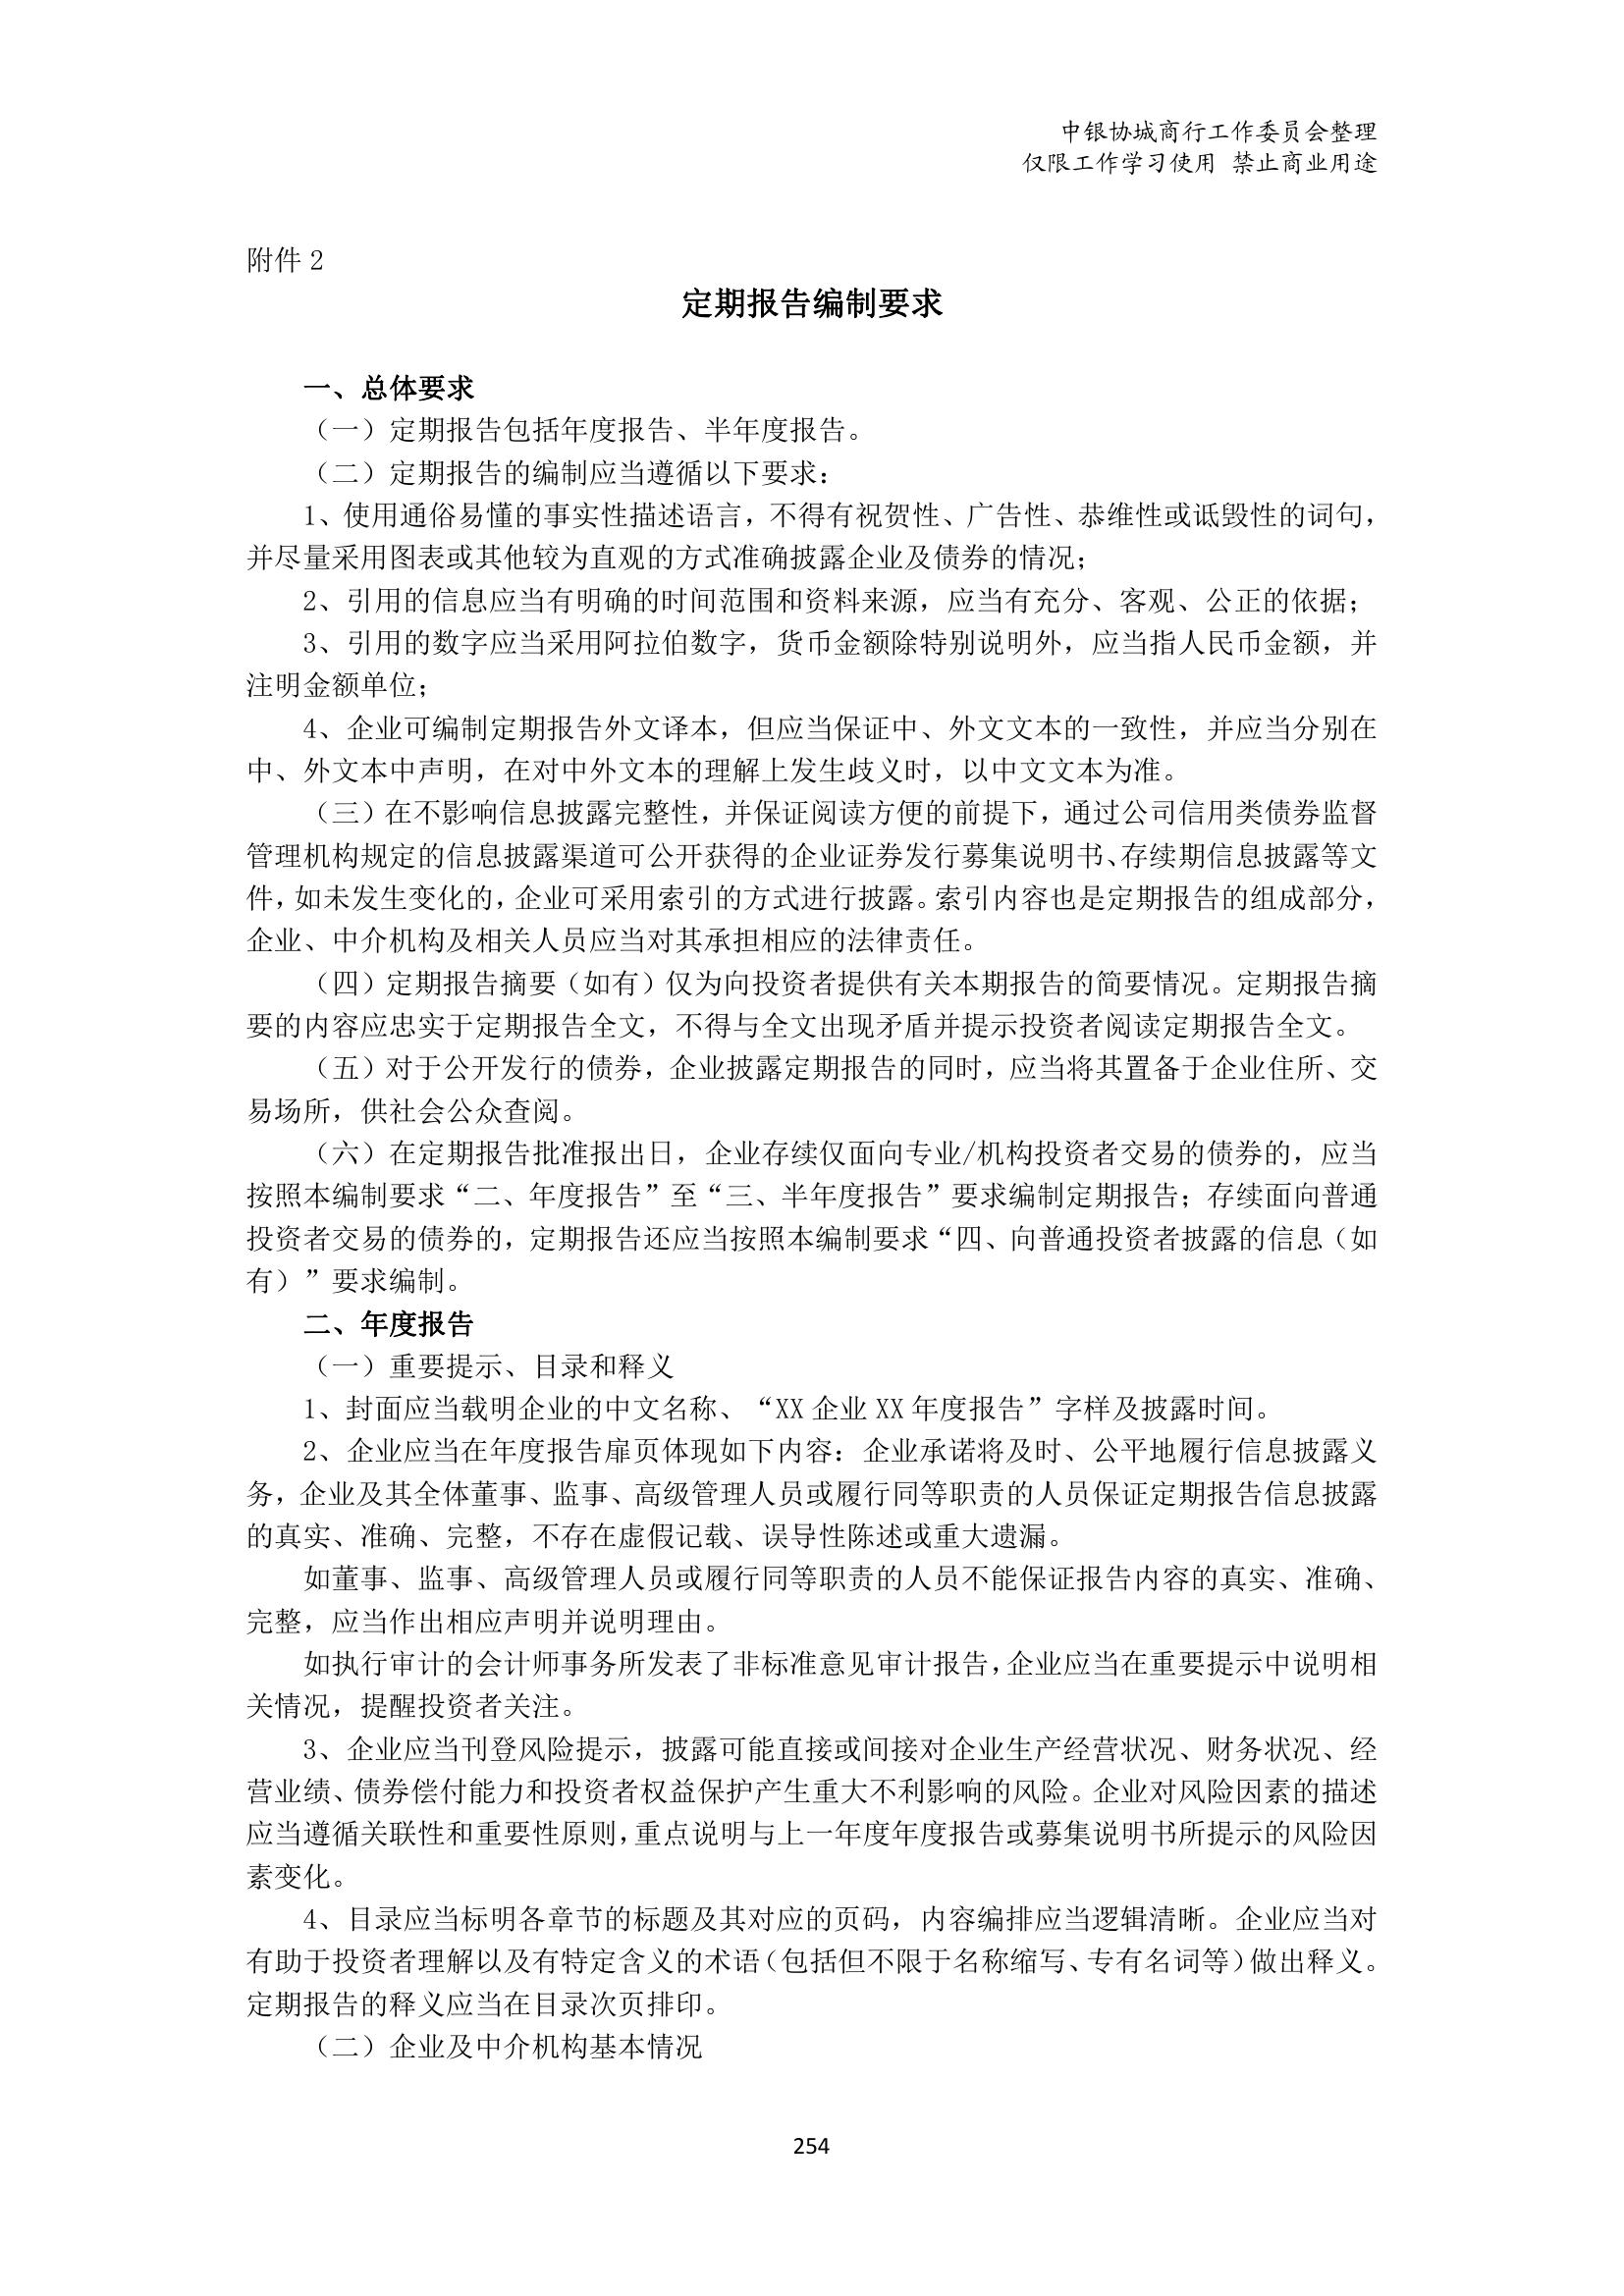 中银协城商行工作委员会整理
仅限工作学习使用 禁止商业用途
附件 2
定期报告编制要求
一、总体要求
（一）定期报告包括年度报告、半年度报告。
（二）定期报告的编制应当遵循以下要求：
1、使用通俗易懂的事实性描述语言，不得有祝贺性、广告性、恭维性或诋毁性的词句，
并尽量采用图表或其他较为直观的方式准确披露企业及债券的情况；
2、引用的信息应当有明确的时间范围和资料来源，应当有充分、客观、公正的依据；
3、引用的数字应当采用阿拉伯数字，货币金额除特别说明外，应当指人民币金额，并
注明金额单位；
4、企业可编制定期报告外文译本，但应当保证中、外文文本的一致性，并应当分别在
中、外文本中声明，在对中外文本的理解上发生歧义时，以中文文本为准。
（三）在不影响信息披露完整性，并保证阅读方便的前提下，通过公司信用类债券监督
管理机构规定的信息披露渠道可公开获得的企业证券发行募集说明书、存续期信息披露等文
件，如未发生变化的，企业可采用索引的方式进行披露。索引内容也是定期报告的组成部分，
企业、中介机构及相关人员应当对其承担相应的法律责任。
（四）定期报告摘要（如有）仅为向投资者提供有关本期报告的简要情况。定期报告摘
要的内容应忠实于定期报告全文，不得与全文出现矛盾并提示投资者阅读定期报告全文。
（五）对于公开发行的债券，企业披露定期报告的同时，应当将其置备于企业住所、交
易场所，供社会公众查阅。
（六）在定期报告批准报出日，企业存续仅面向专业/机构投资者交易的债券的，应当
按照本编制要求“二、年度报告”至“三、半年度报告”要求编制定期报告；存续面向普通
投资者交易的债券的，定期报告还应当按照本编制要求“四、向普通投资者披露的信息（如
有）”要求编制。
二、年度报告
（一）重要提示、目录和释义
1、封面应当载明企业的中文名称、“XX 企业 XX 年度报告”字样及披露时间。
2、企业应当在年度报告扉页体现如下内容：企业承诺将及时、公平地履行信息披露义
务，企业及其全体董事、监事、高级管理人员或履行同等职责的人员保证定期报告信息披露
的真实、准确、完整，不存在虚假记载、误导性陈述或重大遗漏。
如董事、监事、高级管理人员或履行同等职责的人员不能保证报告内容的真实、准确、
完整，应当作出相应声明并说明理由。
如执行审计的会计师事务所发表了非标准意见审计报告，企业应当在重要提示中说明相
关情况，提醒投资者关注。
3、企业应当刊登风险提示，披露可能直接或间接对企业生产经营状况、财务状况、经
营业绩、债券偿付能力和投资者权益保护产生重大不利影响的风险。企业对风险因素的描述
应当遵循关联性和重要性原则，重点说明与上一年度年度报告或募集说明书所提示的风险因
素变化。
4、目录应当标明各章节的标题及其对应的页码，内容编排应当逻辑清晰。企业应当对
有助于投资者理解以及有特定含义的术语（包括但不限于名称缩写、专有名词等）做出释义。
定期报告的释义应当在目录次页排印。
（二）企业及中介机构基本情况
254